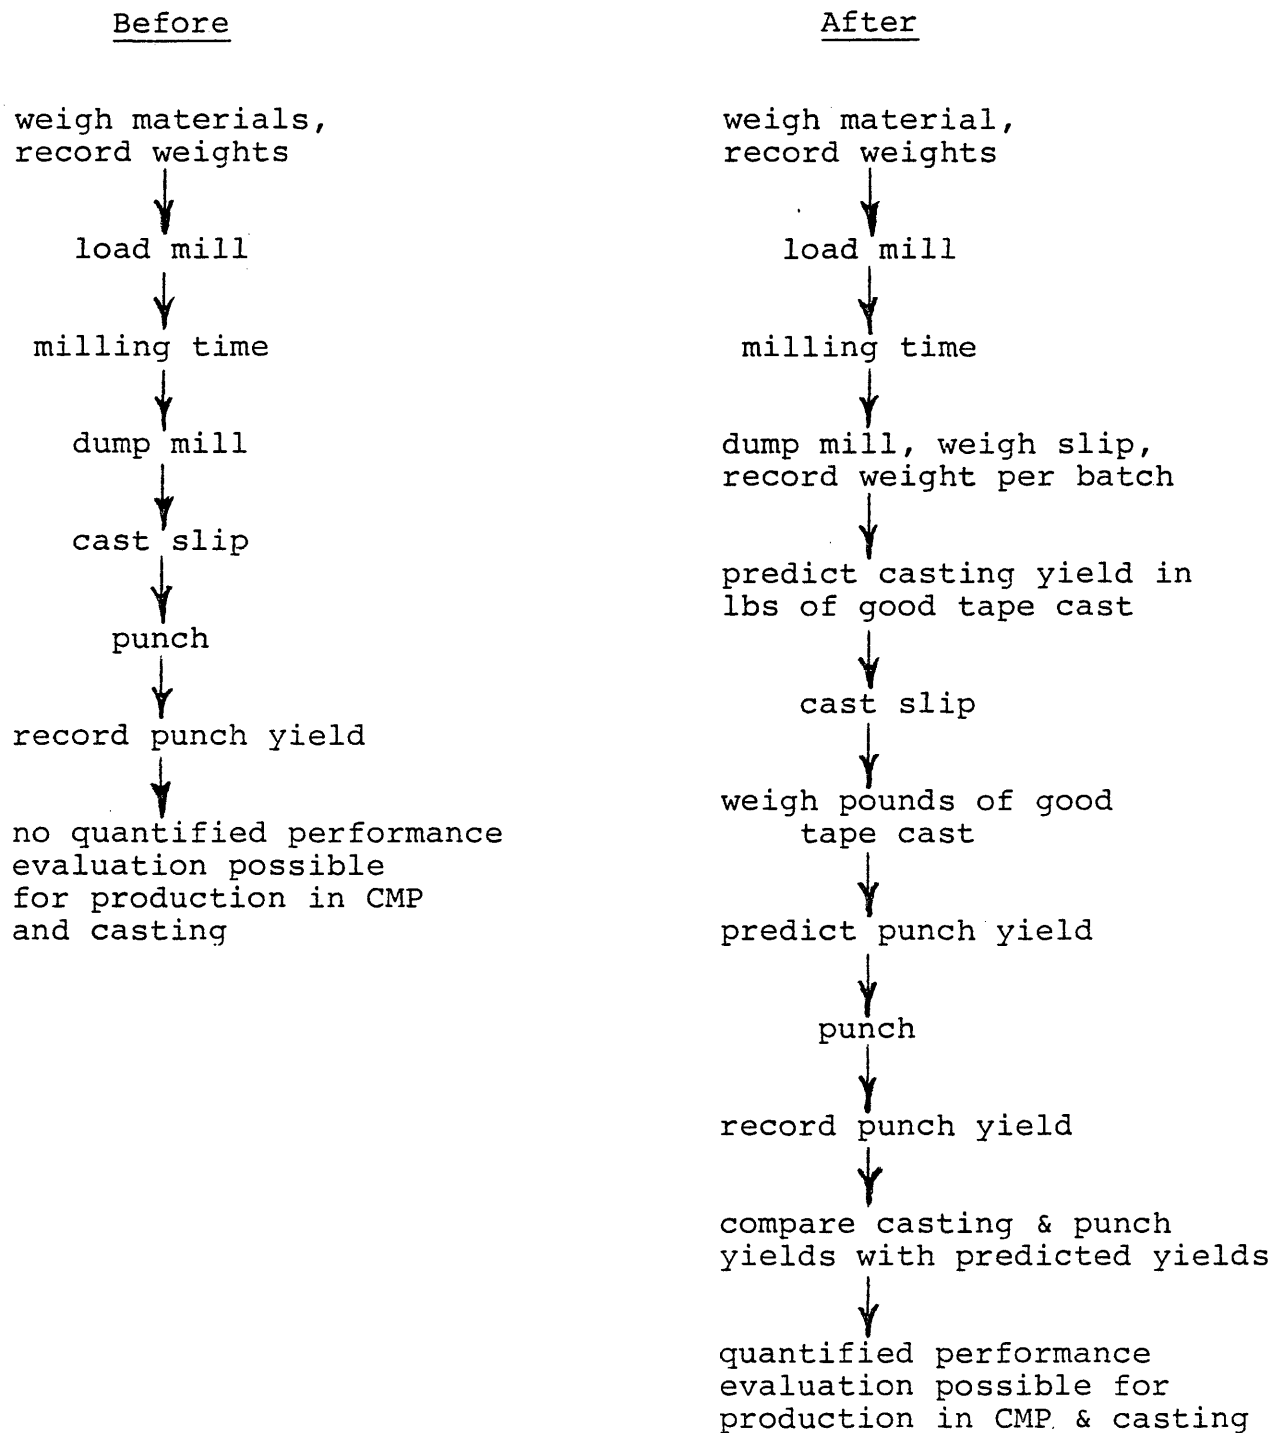 Before
weigh materials,
record weights
load mill
milling time
dump mill
cast slip
punch
record punch yield
no quantified performance
evaluation possible
for production in CMP
and casting
After
weigh material,
record weights
load mill
milling time
dump mill, weigh slip,
record weight per batch
predict casting yield in
lbs of good tape cast
cast slip
weigh pounds of good
tape cast
predict punch yield
punch
record punch yield
compare casting & punch
yields with predicted yields
quantified performance
evaluation possible for
production in CMP & casting